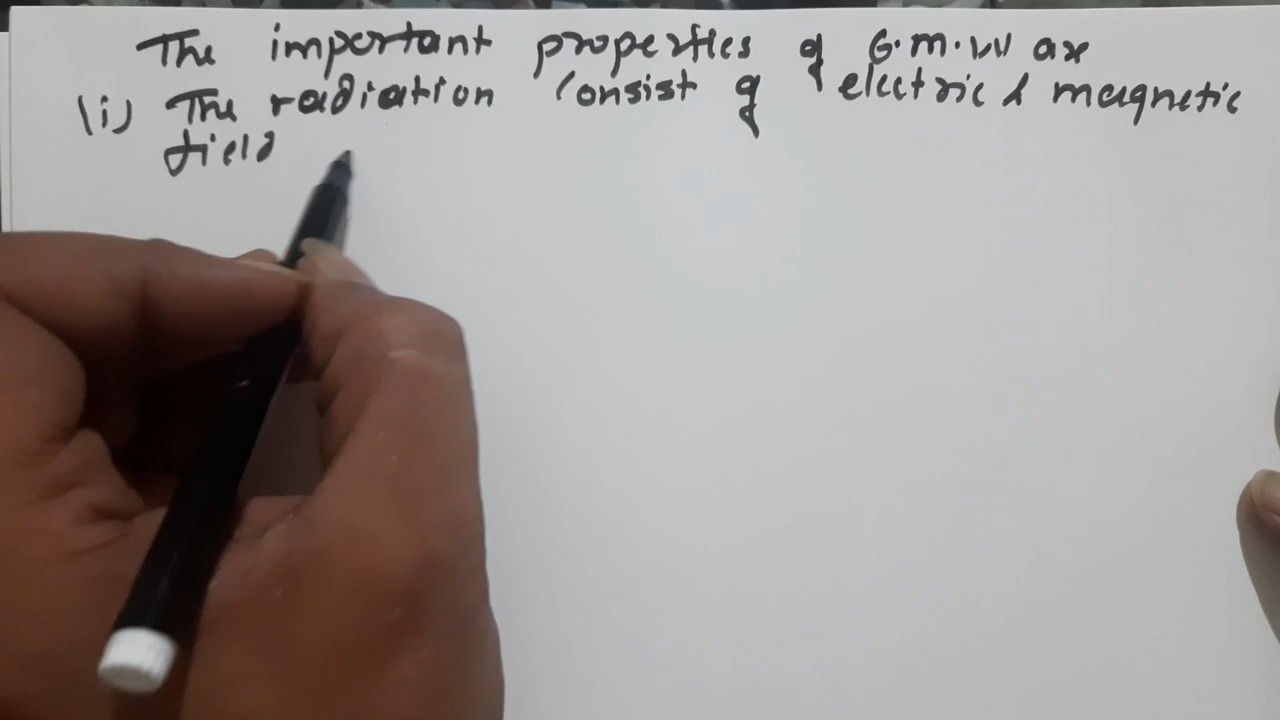 The important properties of E.M.W are
(i) The radiation consist of electric & magnetic
field